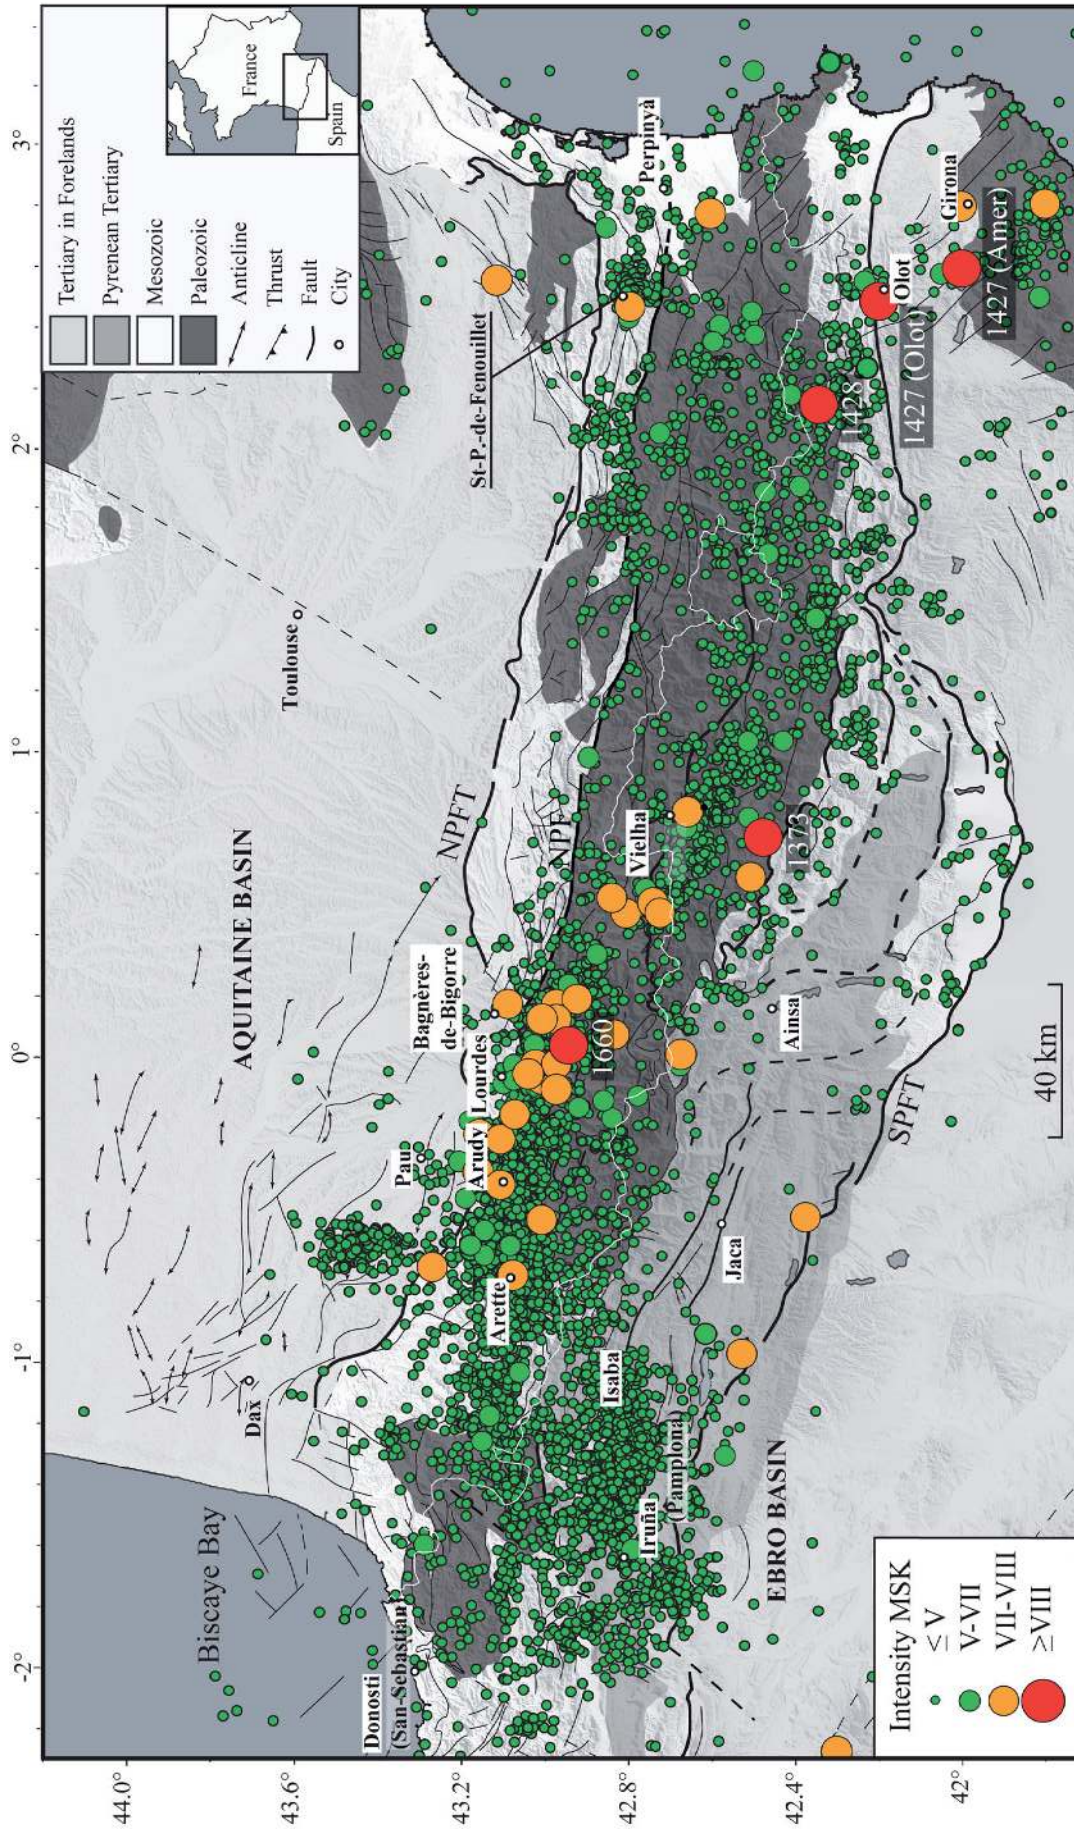 -2°
-1°
0°
1°
2°
3°
44.0°
43.6°
43.2°
42.8°
42.4°
42°
Tertiary in Forelands
Pyrenean Tertiary
Mesozoic
Paleozoic
Anticline
Thrust
Fault
City
France
Spain
Biscaye Bay
AQUITAINE BASIN
Toulouse
Dax
Pau
NPFT
Bagnères-
de-Bigorre
Lourdes
Arudy
Donosti
(San-Sebastian)
Arette
NPF
St-P.-de-Fenouillet
Perpinyà
1660
Vielha
Isaba
Iruña
(Pamplona)
Jaca
Ainsa
1373
1428
1427 (Olot)
Olot
Girona
1427 (Amer)
EBRO BASIN
SPFT
40 km
Intensity MSK
≤V
V-VII
VII-VIII
≥VIII